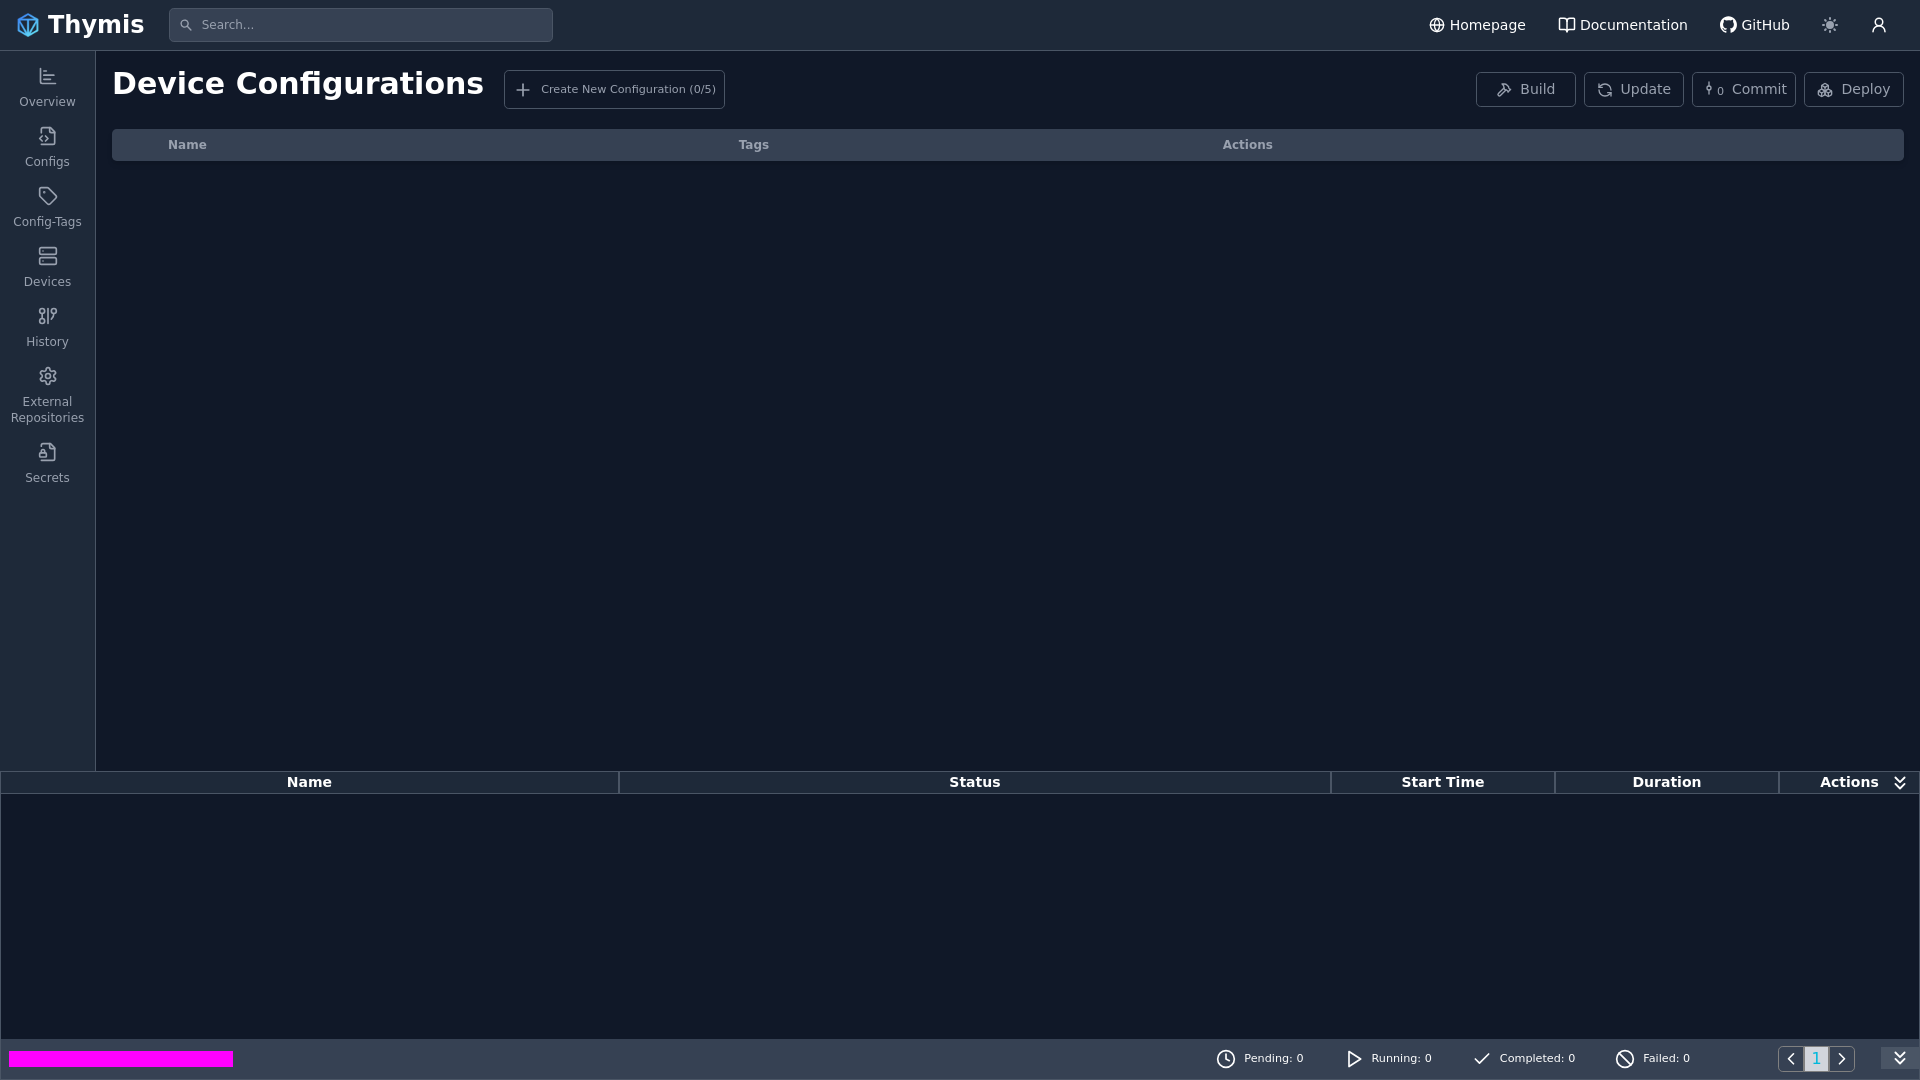 Thymis
Search...
Homepage
Documentation
GitHub
Overview
Configs
Config-Tags
Devices
History
External
Repositories
Secrets
Device Configurations
Create New Configuration (0/5)
Build
Update
0 Commit
Deploy
Name Tags Actions
Name Status Start Time Duration Actions
Pending: 0
Running: 0
Completed: 0
Failed: 0
1